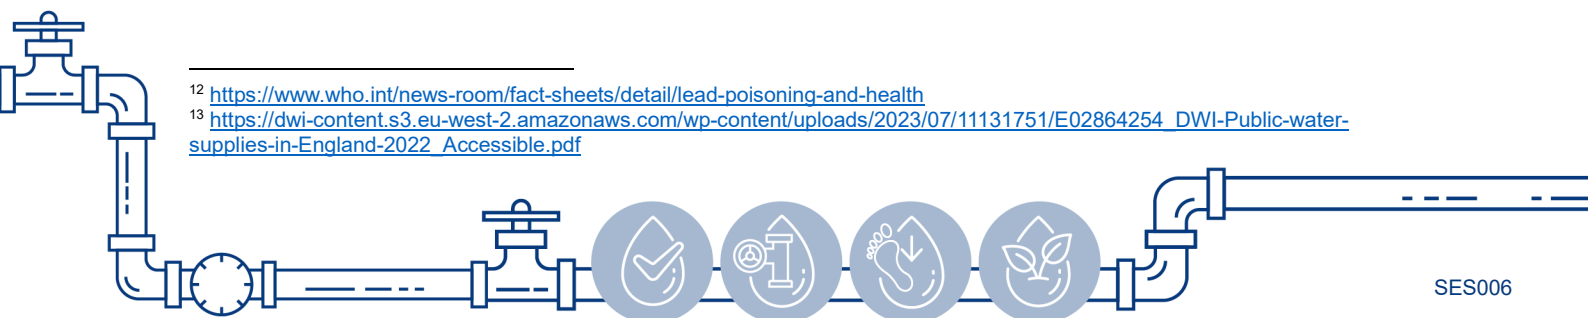 12 https://www.who.int/news-room/fact-sheets/detail/lead-poisoning-and-health
13 https://dwi-content.s3.eu-west-2.amazonaws.com/wp-content/uploads/2023/07/11131751/E02864254_DWI-Public-water-
supplies-in-England-2022_Accessible.pdf
SES006